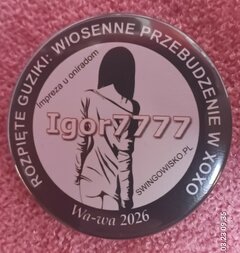 ROZPIĘTE GUZIKI: WIOSENNE PRZEBUDZENIE W XOXO
Impreza u oniradom
Igor7777
SWINGOWISKO.PL
Wa-wa 2026